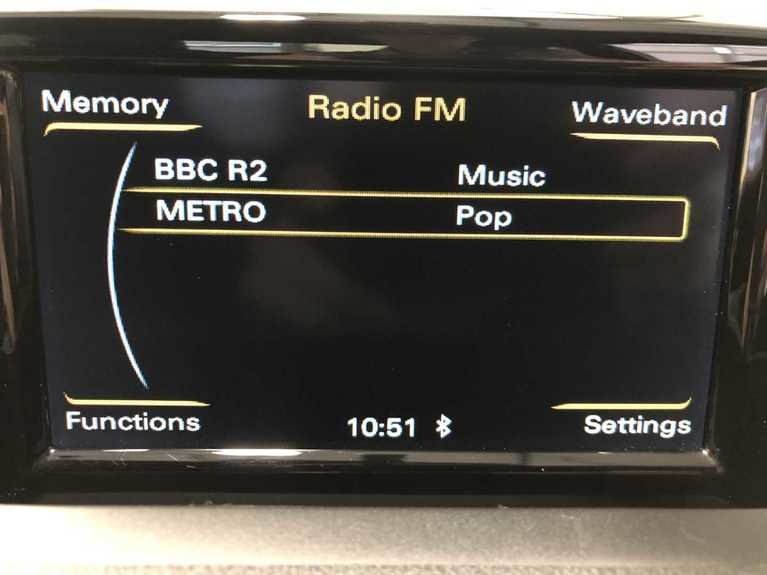 Memory Radio FM Waveband
BBC R2 Music
METRO Pop
Functions 10:51 Settings